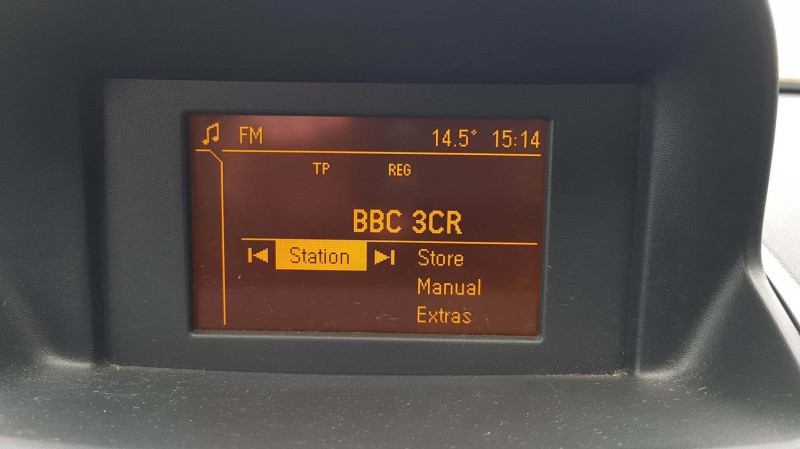 FM 14.5° 15:14
TP REG
BBC 3CR
Station Store
Manual
Extras